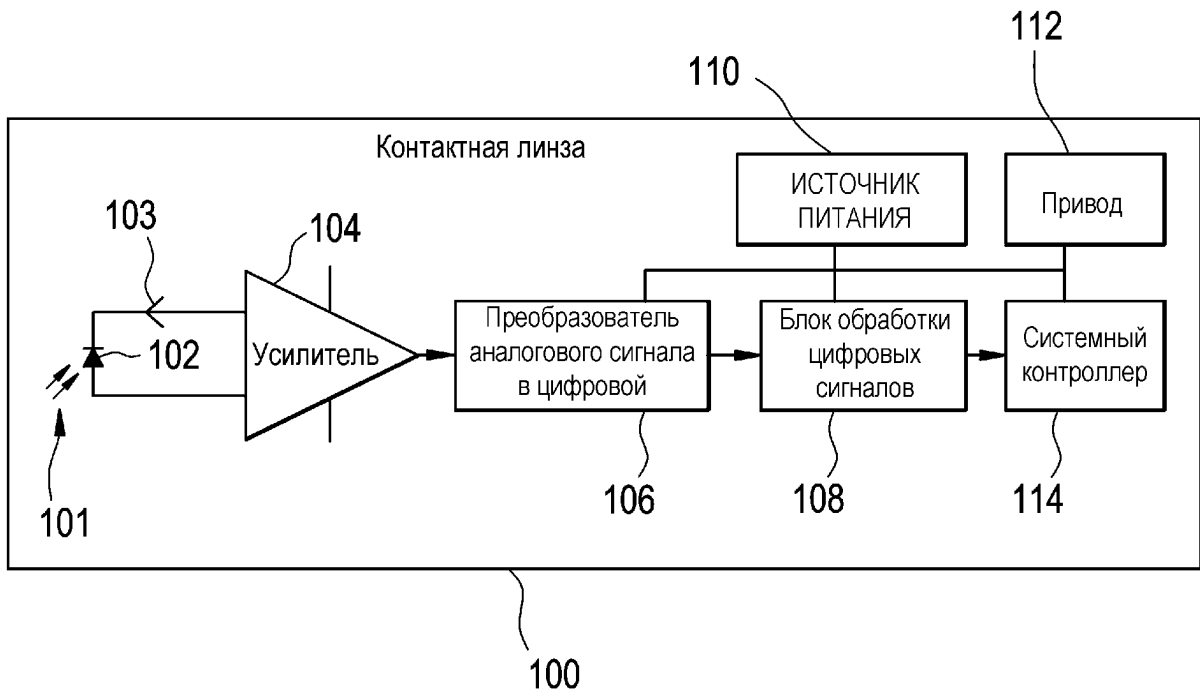 112
110
Контактная линза
ИСТОЧНИК
ПИТАНИЯ
Привод
103
104
102
Усилитель
Преобразователь
аналогового сигнала
в цифровой
Блок обработки
цифровых
сигналов
Системный
контроллер
101
106
108
114
100